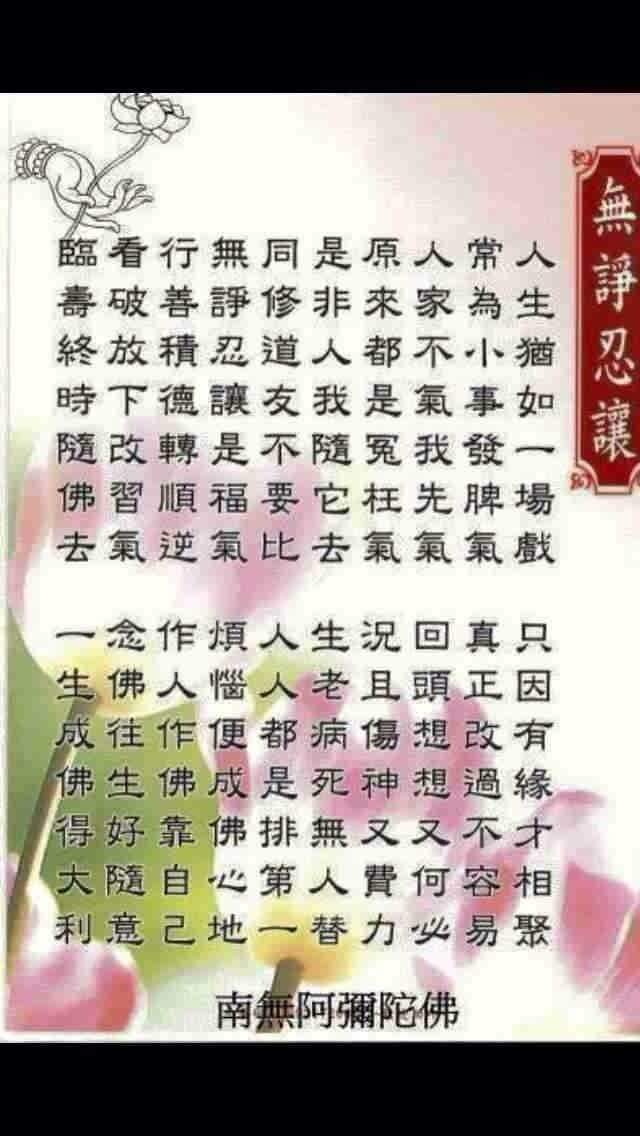 無諍忍讓
人生猶如一場戲
只因有緣才相聚
常為小事發脾氣
真正改過不容易
人家不氣我先氣
回頭想想又何必
原來都是冤枉氣
況且傷神又費力
是非人我隨它去
生老病死無人替
同修道友不要比
人人都是排第一
無諍忍讓是福氣
煩惱便成佛心地
行善積德轉順逆
作人作佛靠自己
看破放下改習氣
念佛往生好隨意
臨壽終時隨佛去
一生成佛得大利
南無阿彌陀佛